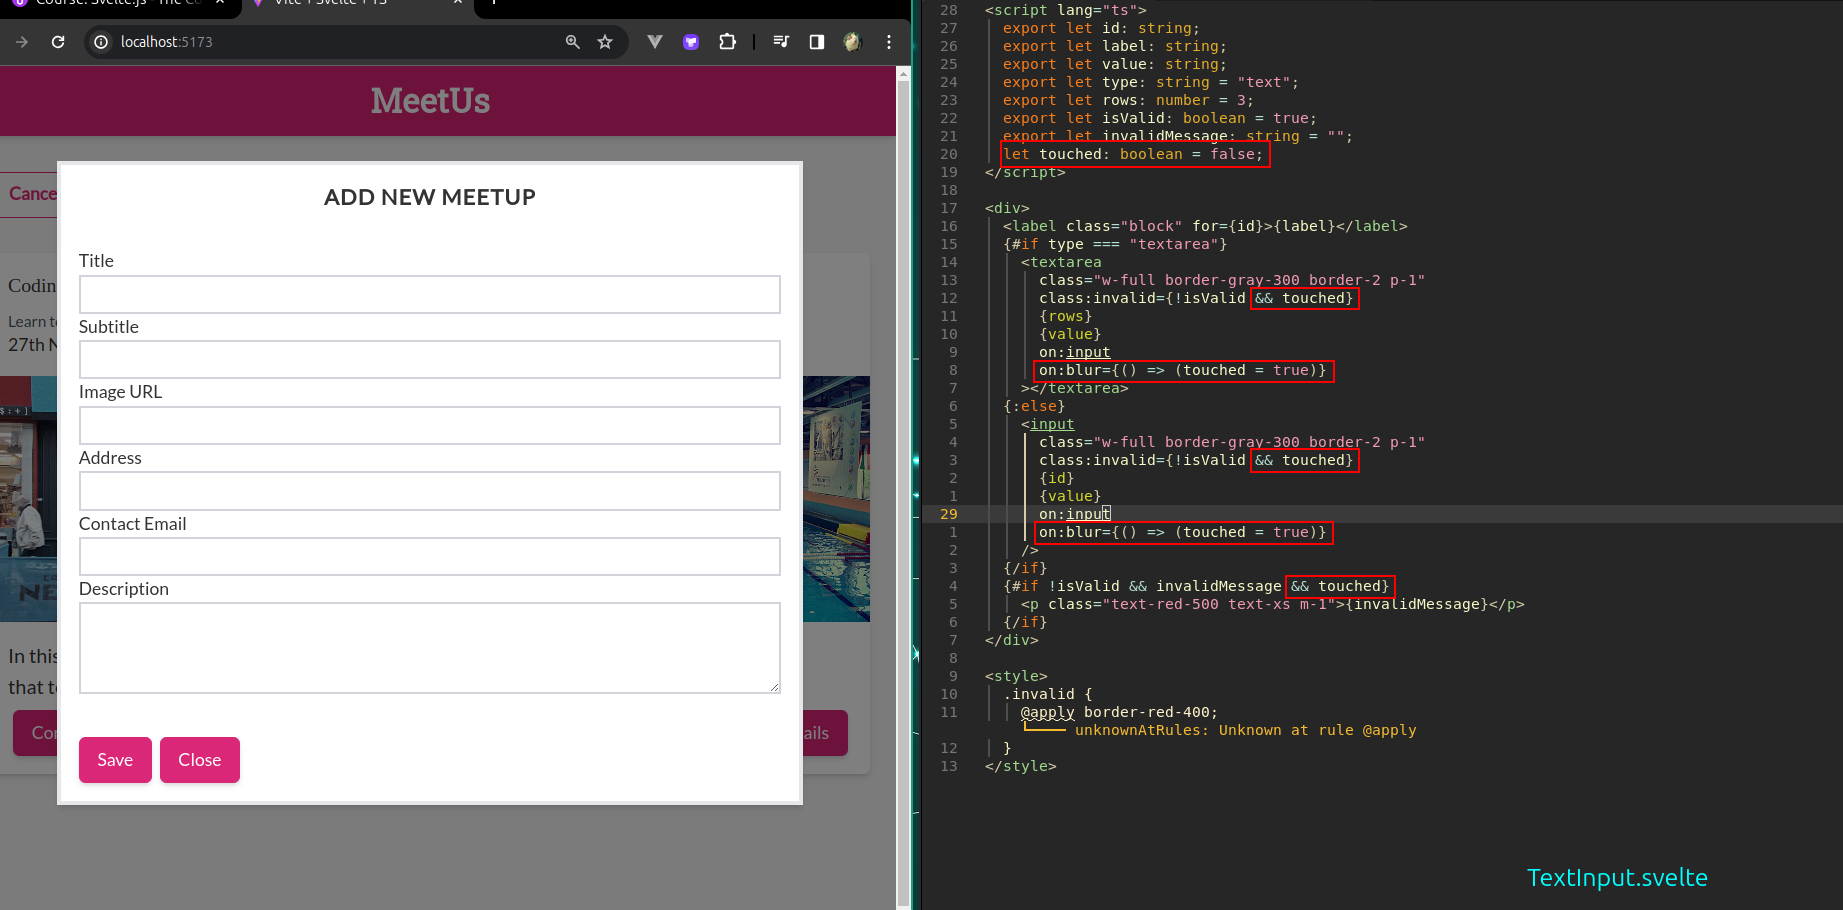 Course: Svelte.js - The Co
Vite + Svelte + TS
localhost:5173
MeetUs
Cance
ADD NEW MEETUP
Title
Subtitle
Image URL
Address
Contact Email
Description
Save
Close
Codin
Learn t
27th N
In this
that t
Co
ails
28 <script lang="ts">
27 export let id: string;
26 export let label: string;
25 export let value: string;
24 export let type: string = "text";
23 export let rows: number = 3;
22 export let isValid: boolean = true;
21 export let invalidMessage: string = "";
20 let touched: boolean = false;
19 </script>
18
17 <div>
16 <label class="block" for={id}>{label}</label>
15 {#if type === "textarea"}
14 <textarea
13 class="w-full border-gray-300 border-2 p-1"
12 class:invalid={!isValid && touched}
11 {rows}
10 {value}
9 on:input
8 on:blur={() => (touched = true)}
7 ></textarea>
6 {:else}
5 <input
4 class="w-full border-gray-300 border-2 p-1"
3 class:invalid={!isValid && touched}
2 {id}
1 {value}
29 on:input
1 on:blur={() => (touched = true)}
2 />
3 {/if}
4 {#if !isValid && invalidMessage && touched}
5 <p class="text-red-500 text-xs m-1">{invalidMessage}</p>
6 {/if}
7 </div>
8
9 <style>
10 .invalid {
11 @apply border-red-400;
unknownAtRules: Unknown at rule @apply
12 }
13 </style>
TextInput.svelte